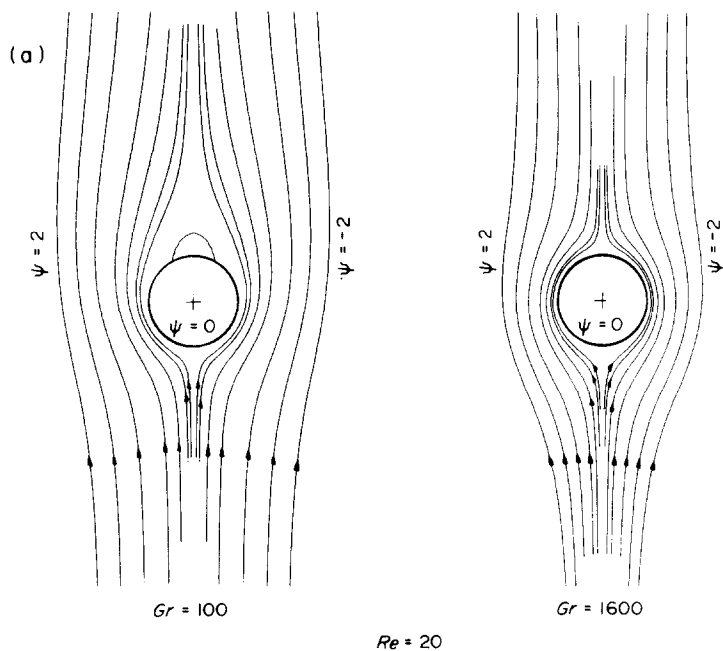 (a)
ψ = 2
ψ = 0
ψ = -2
ψ = 2
ψ = 0
ψ = -2
Gr = 100
Gr = 1600
Re = 20